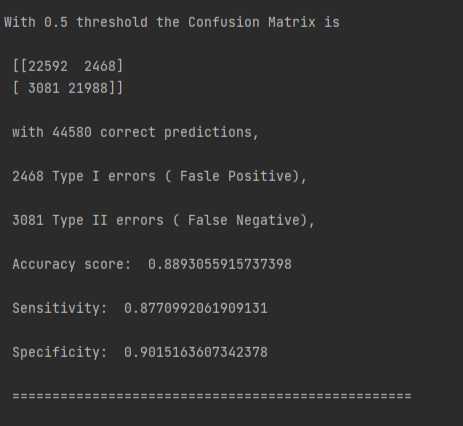 With 0.5 threshold the Confusion Matrix is
[[22592  2468]
[ 3081 21988]]
with 44580 correct predictions,
2468 Type I errors ( Fasle Positive),
3081 Type II errors ( False Negative),
Accuracy score:  0.8893055915737398
Sensitivity:  0.8770992061909131
Specificity:  0.9015163607342378
==================================================